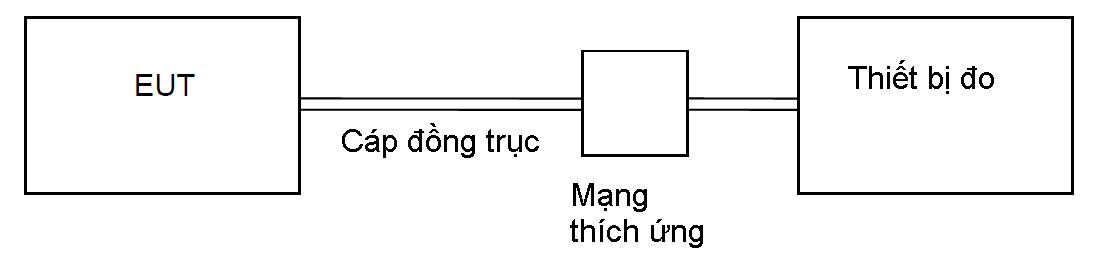 EUT
Thiết bị đo
Cáp đồng trục
Mạng
thích ứng